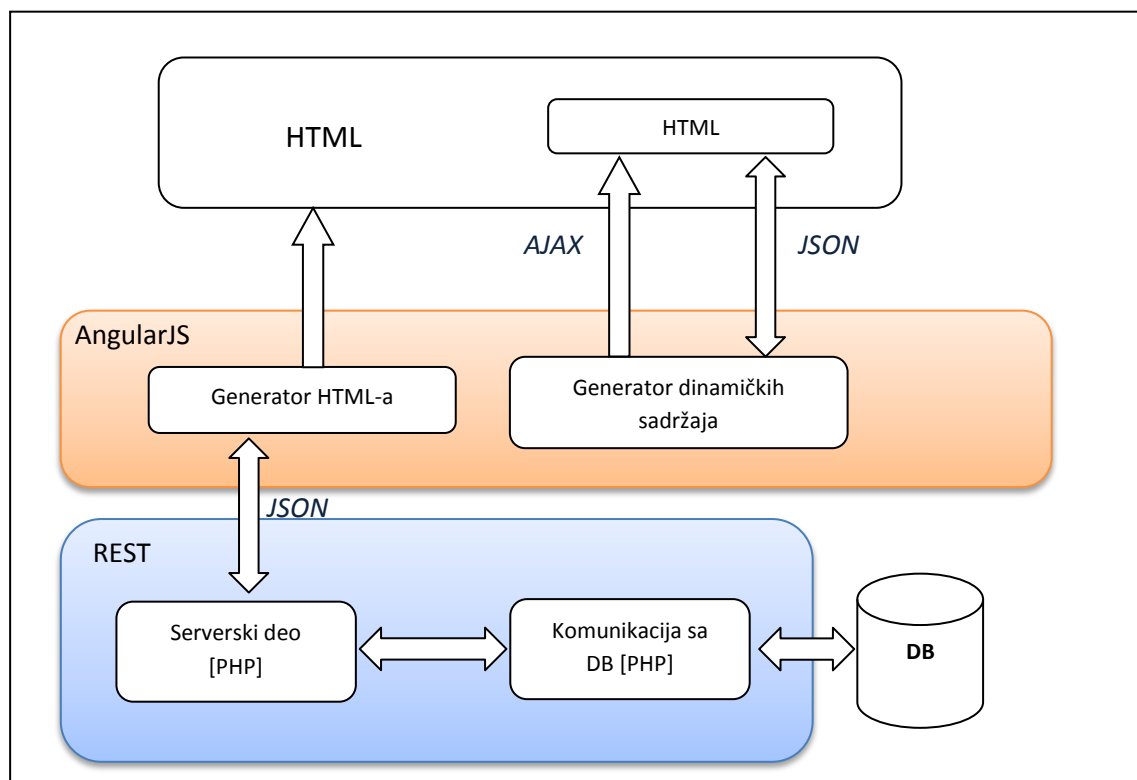 HTML
HTML
AJAX
JSON
AngularJS
Generator HTML-a
Generator dinamičkih
sadržaja
JSON
REST
Serverski deo
[PHP]
Komunikacija sa
DB [PHP]
DB